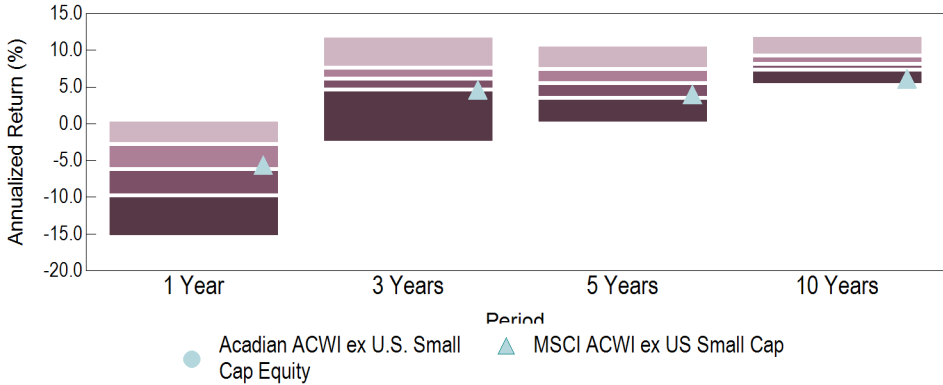 Annualized Return (%)
15.0
10.0
5.0
0.0
-5.0
-10.0
-15.0
-20.0
1 Year
3 Years
5 Years
10 Years
Period
Acadian ACWI ex U.S. Small
Cap Equity
MSCI ACWI ex US Small Cap